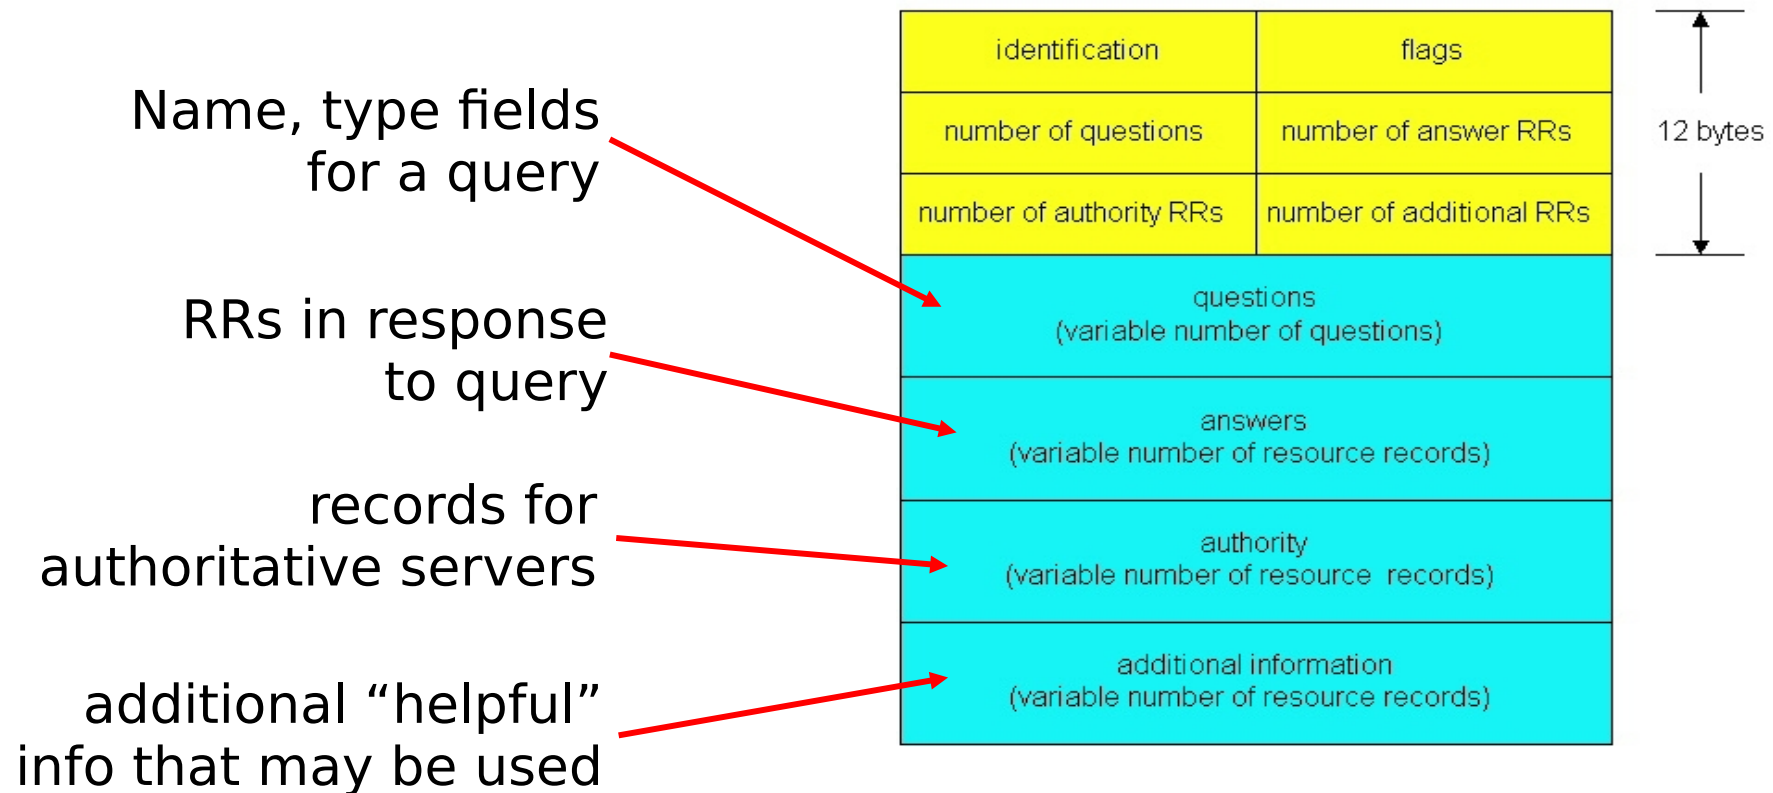 Name, type fields
for a query
RRs in response
to query
records for
authoritative servers
additional “helpful”
info that may be used
identification
flags
number of questions
number of answer RRs
number of authority RRs
number of additional RRs
12 bytes
questions
(variable number of questions)
answers
(variable number of resource records)
authority
(variable number of resource records)
additional information
(variable number of resource records)